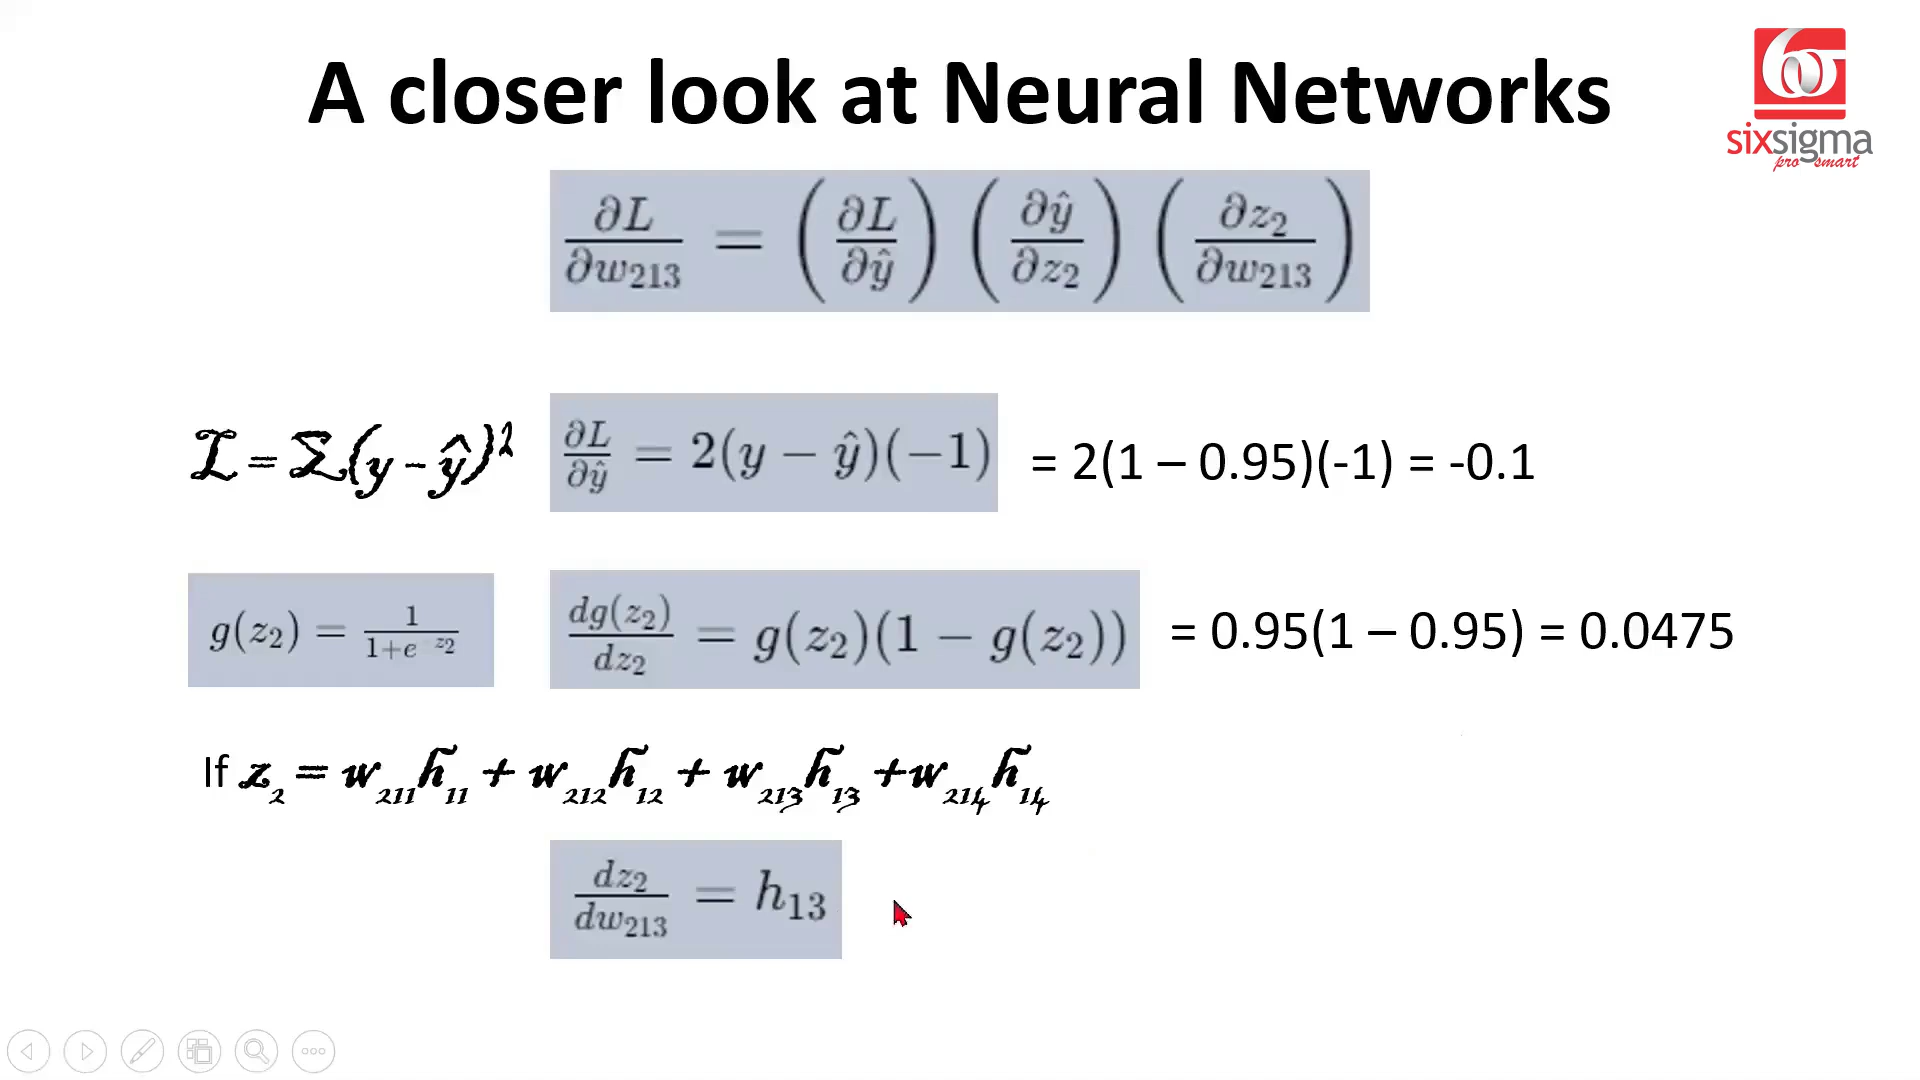 A closer look at Neural Networks
6σ
sixsigma
pro smart
∂L/∂w₂₁₃ = (∂L/∂ŷ) (∂ŷ/∂z₂) (∂z₂/∂w₂₁₃)
L = Σ(y - ŷ)² ∂L/∂ŷ = 2(y − ŷ)(−1) = 2(1 – 0.95)(-1) = -0.1
g(z₂) = 1/(1+e^(-z₂)) dg(z₂)/dz₂ = g(z₂)(1 − g(z₂)) = 0.95(1 – 0.95) = 0.0475
If z₂ = w₂₁₁h₁₁ + w₂₁₂h₁₂ + w₂₁₃h₁₃ +w₂₁₄h₁₄
dz₂/dw₂₁₃ = h₁₃